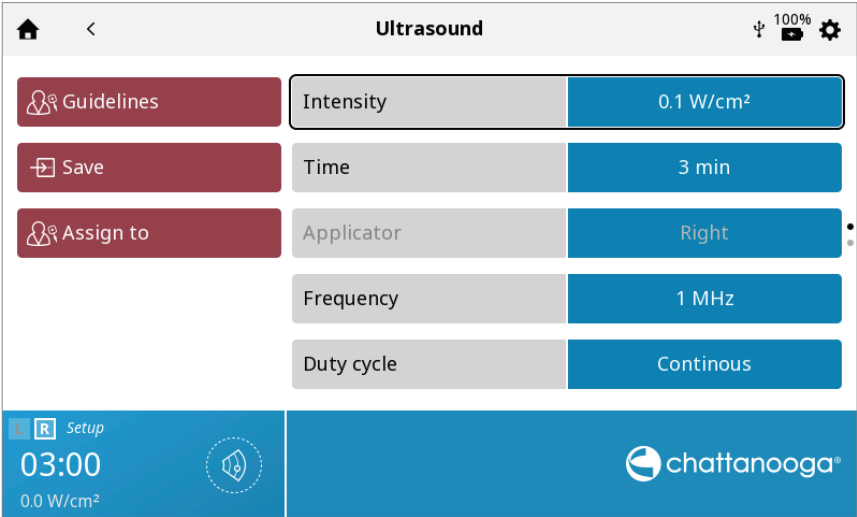 Ultrasound
100%
Guidelines
Intensity
0.1 W/cm²
Save
Time
3 min
Assign to
Applicator
Right
Frequency
1 MHz
Duty cycle
Continous
L R Setup
03:00
0.0 W/cm²
chattanooga®